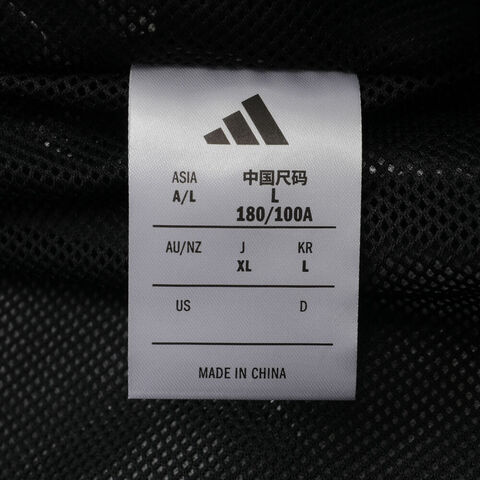 ASIA 中国尺码
A/L L
180/100A
AU/NZ J KR
XL L
US D
MADE IN CHINA